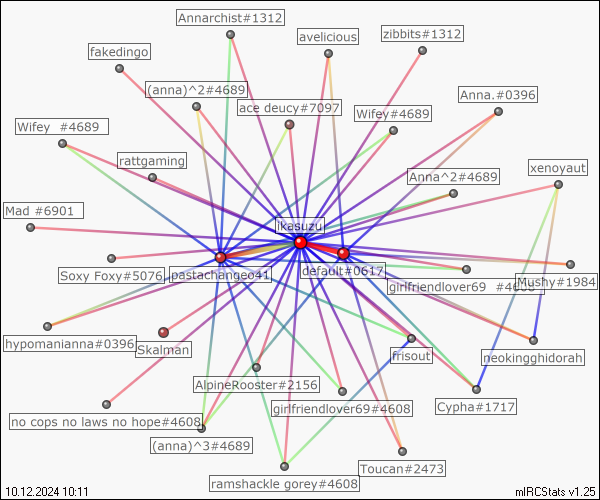 Annarchist#1312
avelicious
zibbits#1312
fakedingo
(anna)^2#4689
ace deucy#7097
Wifey#4689
Anna.#0396
Wifey  #4689
rattgaming
Anna^2#4689
xenoyaut
Mad #6901
ikasuzu
Soxy Foxy#5076
pastachangeo41
default#0617
girlfriendlover69  #4608
Mushy#1984
hypomanianna#0396
Skalman
frisout
neokingghidorah
AlpineRooster#2156
girlfriendlover69#4608
Cypha#1717
no cops no laws no hope#4608
(anna)^3#4689
ramshackle gorey#4608
Toucan#2473
10.12.2024 10:11
mIRCStats v1.25